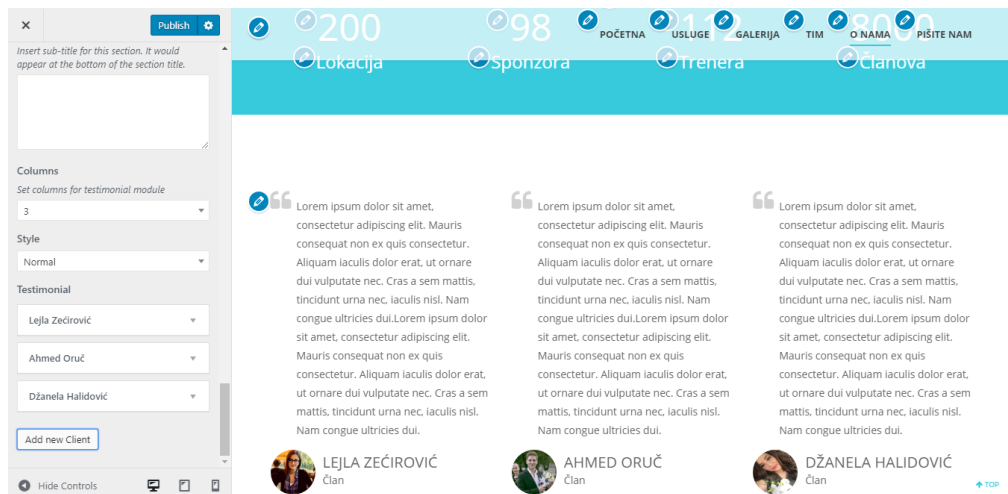 Publish
Insert sub-title for this section. It would
appear at the bottom of the section title.
Columns
Set columns for testimonial module
3
Style
Normal
Testimonial
Lejla Zećirović
Ahmed Oruč
Džanela Halidović
Add new Client
Hide Controls
200
98
112
8000
POČETNA
USLUGE
GALERIJA
TIM
O NAMA
PIŠITE NAM
Lokacija
Sponzora
Trenera
Članova
Lorem ipsum dolor sit amet,
consectetur adipiscing elit. Mauris
consequat non ex quis consectetur.
Aliquam iaculis dolor erat, ut ornare
dui vulputate nec. Cras a sem mattis,
tincidunt urna nec, iaculis nisl. Nam
congue ultricies dui.Lorem ipsum dolor
sit amet, consectetur adipiscing elit.
Mauris consequat non ex quis
consectetur. Aliquam iaculis dolor erat,
ut ornare dui vulputate nec. Cras a sem
mattis, tincidunt urna nec, iaculis nisl.
Nam congue ultricies dui.
LEJLA ZEĆIROVIĆ
Član
Lorem ipsum dolor sit amet,
consectetur adipiscing elit. Mauris
consequat non ex quis consectetur.
Aliquam iaculis dolor erat, ut ornare
dui vulputate nec. Cras a sem mattis,
tincidunt urna nec, iaculis nisl. Nam
congue ultricies dui.Lorem ipsum dolor
sit amet, consectetur adipiscing elit.
Mauris consequat non ex quis
consectetur. Aliquam iaculis dolor erat,
ut ornare dui vulputate nec. Cras a sem
mattis, tincidunt urna nec, iaculis nisl.
Nam congue ultricies dui.
AHMED ORUČ
Član
Lorem ipsum dolor sit amet,
consectetur adipiscing elit. Mauris
consequat non ex quis consectetur.
Aliquam iaculis dolor erat, ut ornare
dui vulputate nec. Cras a sem mattis,
tincidunt urna nec, iaculis nisl. Nam
congue ultricies dui.Lorem ipsum dolor
sit amet, consectetur adipiscing elit.
Mauris consequat non ex quis
consectetur. Aliquam iaculis dolor erat,
ut ornare dui vulputate nec. Cras a sem
mattis, tincidunt urna nec, iaculis nisl.
Nam congue ultricies dui.
DŽANELA HALIDOVIĆ
Član
TOP